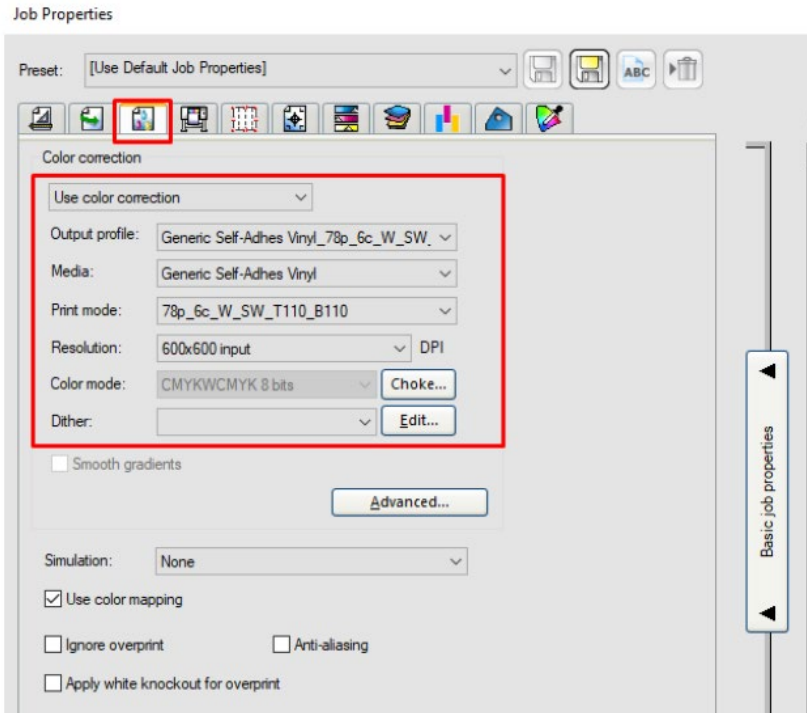 Job Properties
Preset: [Use Default Job Properties]
ABC
Color correction
Use color correction
Output profile: Generic Self-Adhes Vinyl_78p_6c_W_SW_
Media: Generic Self-Adhes Vinyl
Print mode: 78p_6c_W_SW_T110_B110
Resolution: 600x600 input DPI
Color mode: CMYKWCMYK 8 bits Choke...
Dither: Edit...
Smooth gradients
Advanced...
Simulation: None
Use color mapping
Ignore overprint Anti-aliasing
Apply white knockout for overprint
Basic job properties